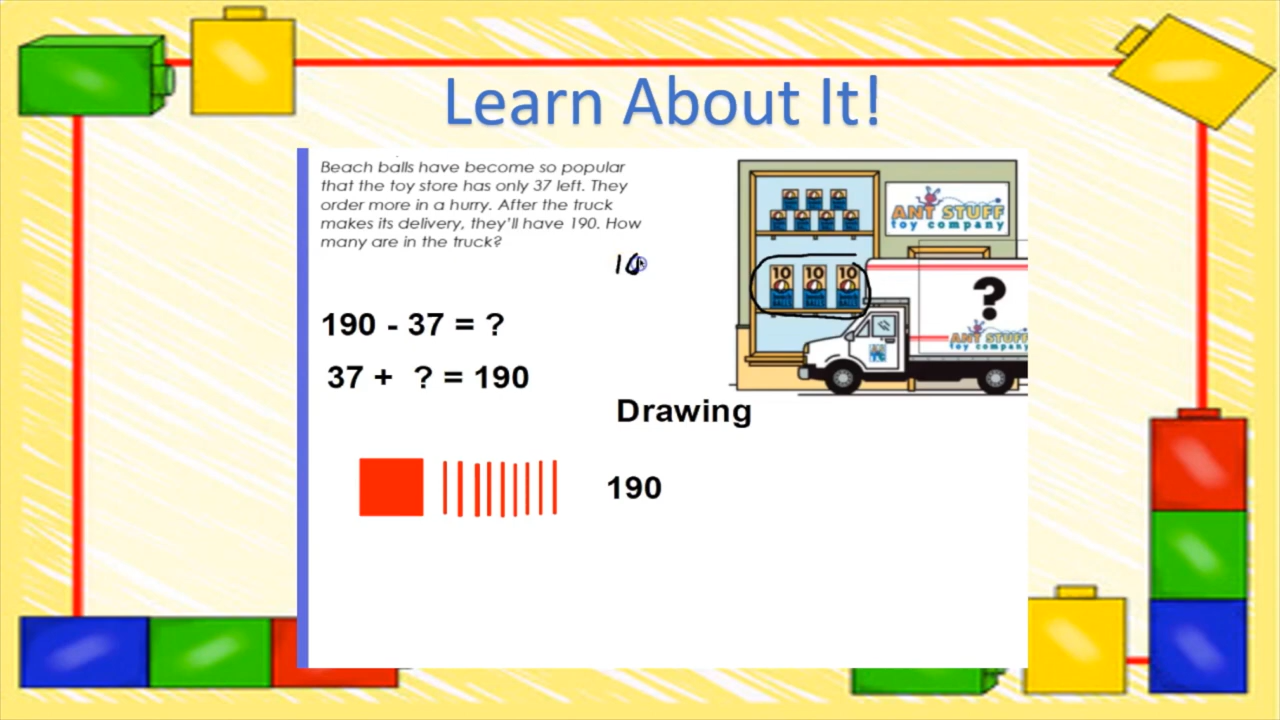 Learn About It!
Beach balls have become so popular
that the toy store has only 37 left. They
order more in a hurry. After the truck
makes its delivery, they'll have 190. How
many are in the truck?
10
ANT STUFF
toy company
10 10 10
?
ANT STUFF
toy company
190 - 37 = ?
37 + ? = 190
Drawing
190